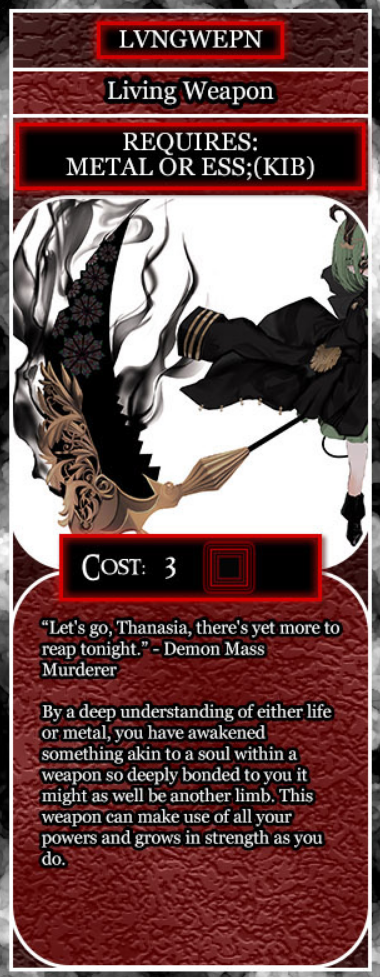 LVNGWEPN
Living Weapon
REQUIRES:
METAL OR ESS;(KIB)
Cost: 3
“Let's go, Thanasia, there's yet more to
reap tonight.” - Demon Mass
Murderer
By a deep understanding of either life
or metal, you have awakened
something akin to a soul within a
weapon so deeply bonded to you it
might as well be another limb. This
weapon can make use of all your
powers and grows in strength as you
do.